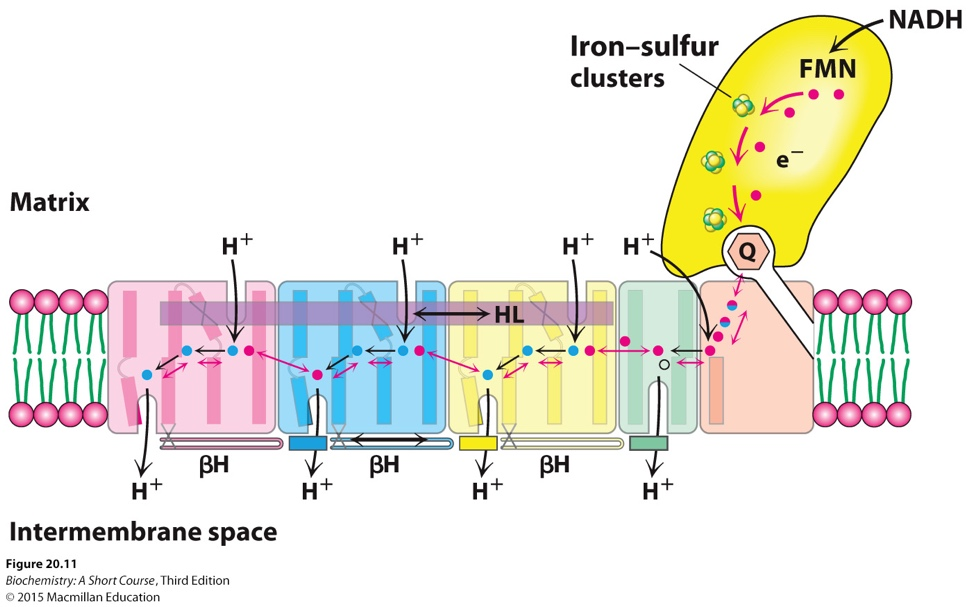 NADH
Iron–sulfur
clusters
FMN
e⁻
Matrix
H⁺
H⁺
H⁺
H⁺
Q
HL
βH
βH
βH
H⁺
H⁺
H⁺
H⁺
Intermembrane space
Figure 20.11
Biochemistry: A Short Course, Third Edition
© 2015 Macmillan Education